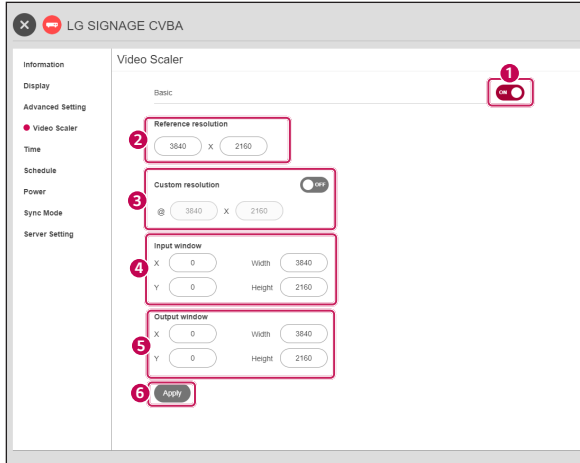 LG SIGNAGE CVBA
Information
Display
Advanced Setting
Video Scaler
Time
Schedule
Power
Sync Mode
Server Setting
Video Scaler
1
Basic ON
2
Reference resolution
3840 X 2160
3
Custom resolution OFF
@ 3840 X 2160
4
Input window
X 0 Width 3840
Y 0 Height 2160
5
Output window
X 0 Width 3840
Y 0 Height 2160
6
Apply